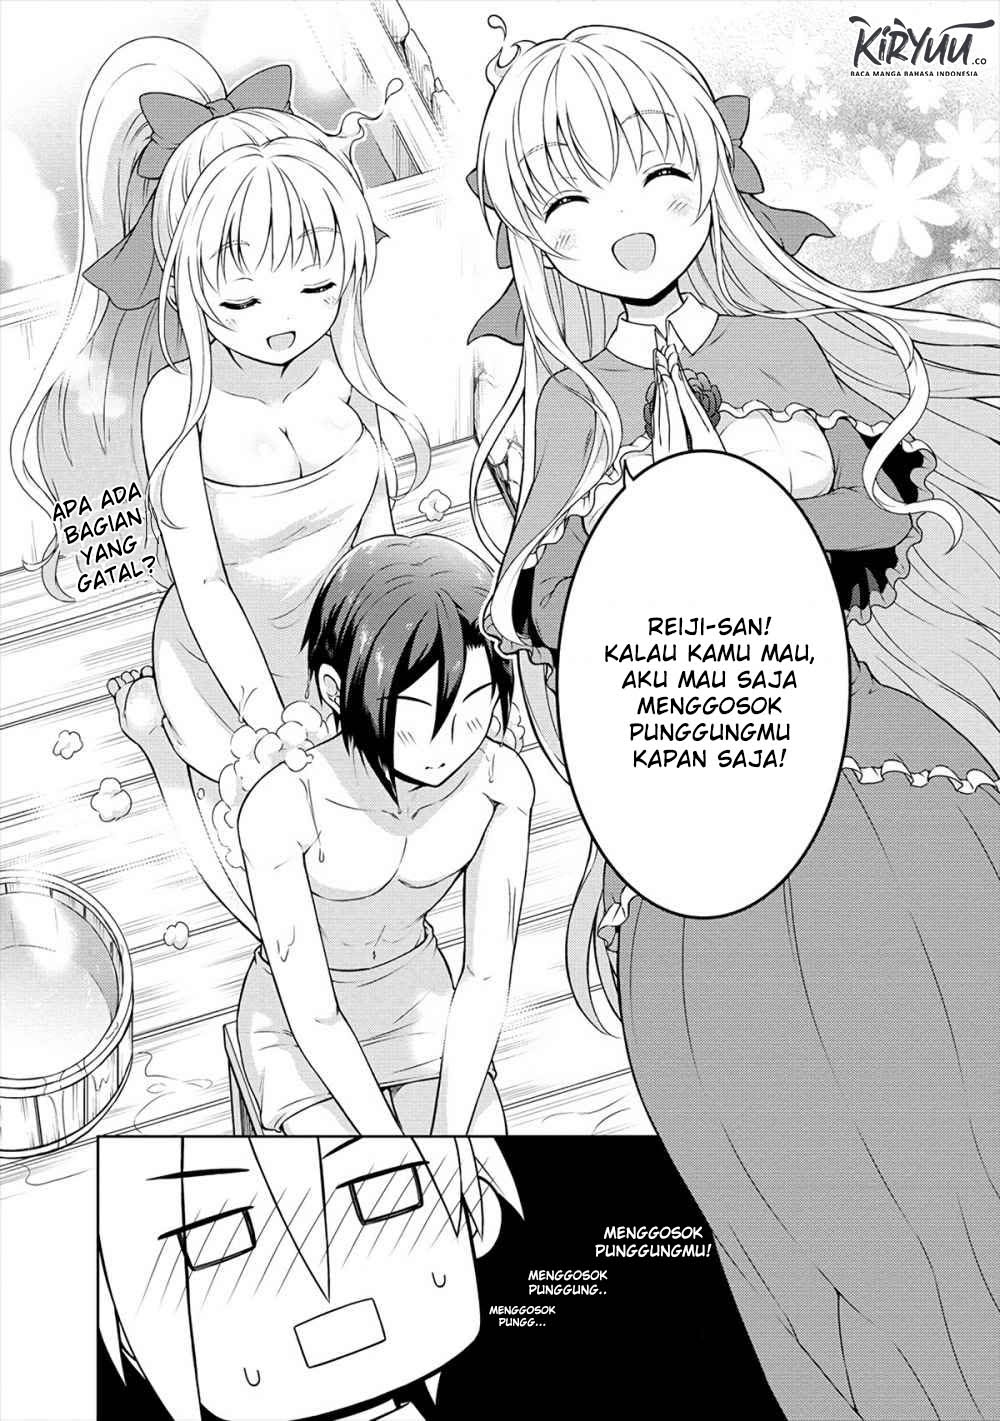 KIRYUU.CO
BACA MANGA BAHASA INDONESIA
APA ADA
BAGIAN
YANG
GATAL?
REIJI-SAN!
KALAU KAMU MAU,
AKU MAU SAJA
MENGGOSOK
PUNGGUNGMU
KAPAN SAJA!
MENGGOSOK
PUNGGUNGMU!
MENGGOSOK
PUNGGUNG..
MENGGOSOK
PUNGG...